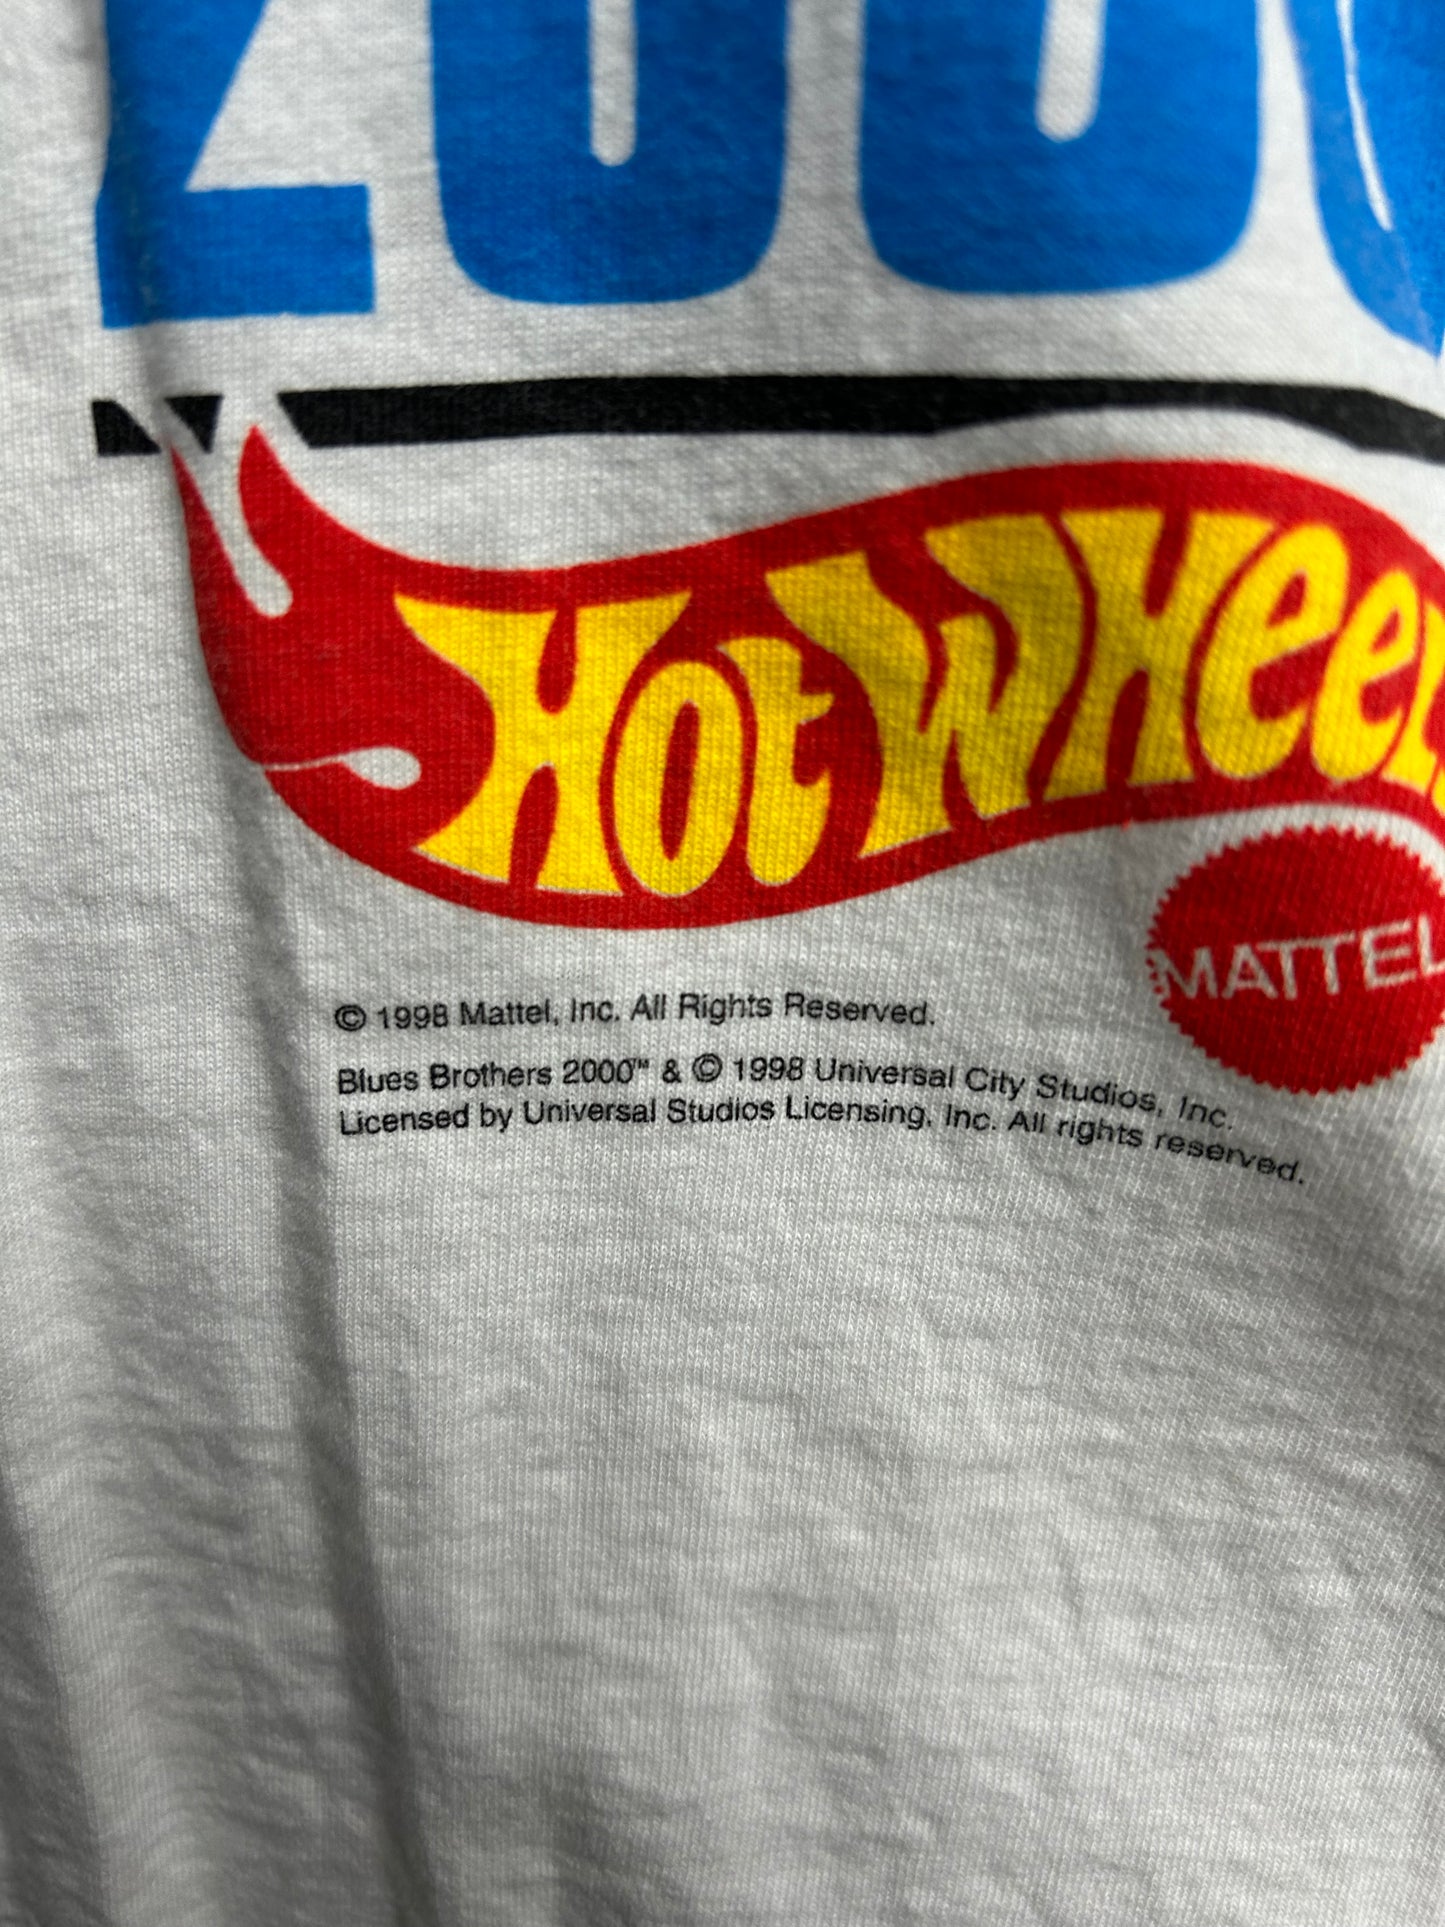 2000
HOT WHEELS
MATTEL
© 1998 Mattel, Inc. All Rights Reserved.
Blues Brothers 2000™ & © 1998 Universal City Studios, Inc.
Licensed by Universal Studios Licensing, Inc. All rights reserved.